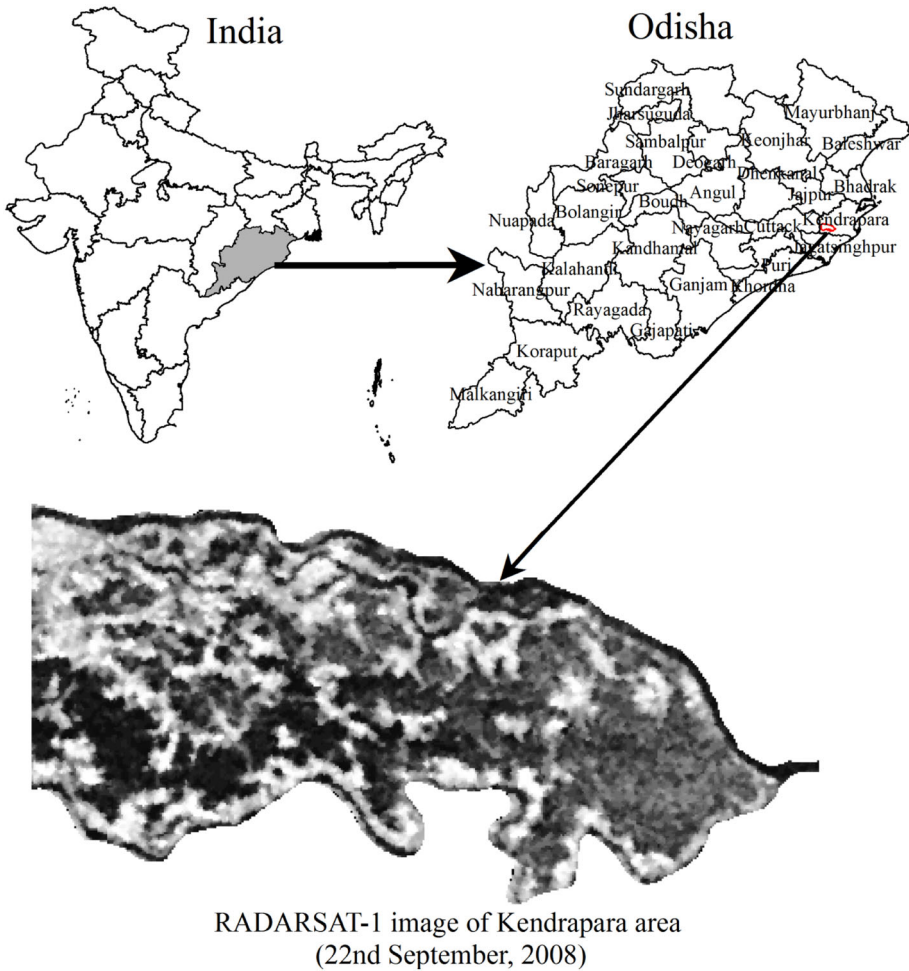 India
Odisha
Sundargarh
Jharsuguda
Mayurbhanj
Sambalpur
Keonjhar
Baleshwar
Baragarh
Deogarh
Dhenkanal
Sonepur
Angul
Jajpur
Bhadrak
Nuapada
Bolangir
Boudh
Nayagarh
Cuttack
Kendrapara
Kandhamal
Jagatsinghpur
Kalahandi
Puri
Nabarangpur
Ganjam
Khordha
Rayagada
Gajapati
Koraput
Malkangiri
RADARSAT-1 image of Kendrapara area
(22nd September, 2008)